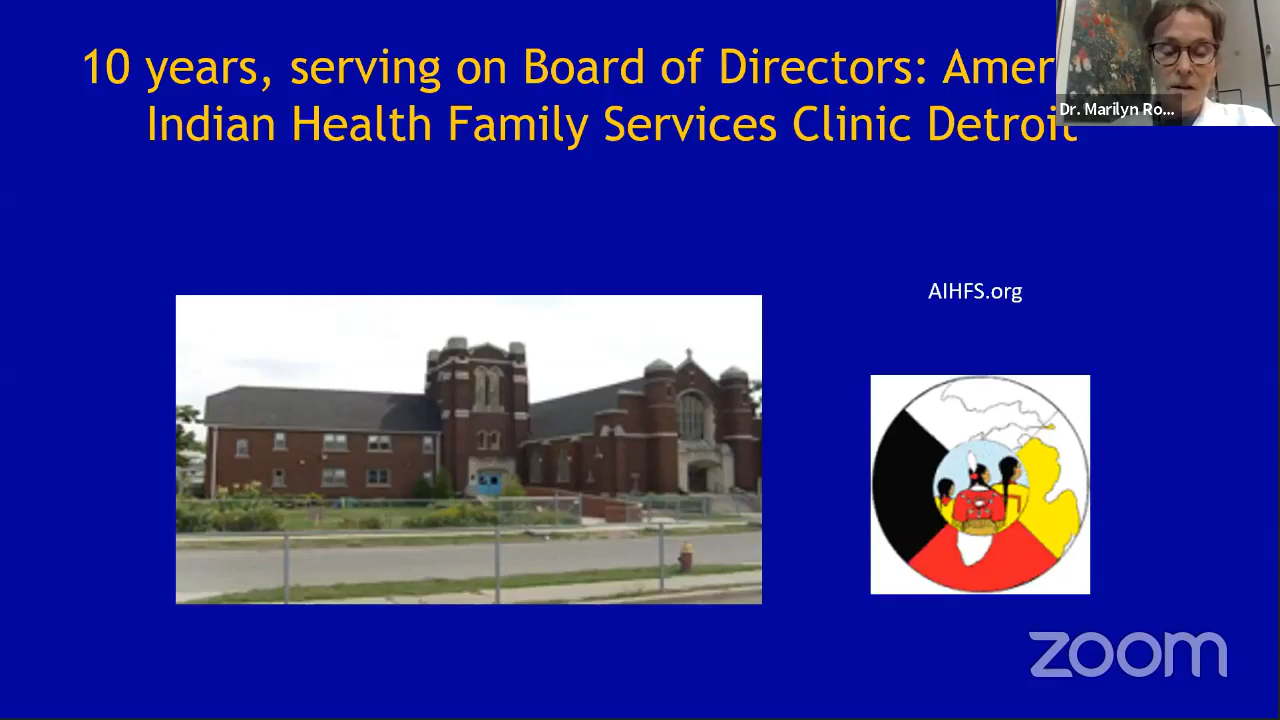 10 years, serving on Board of Directors: Amer
Indian Health Family Services Clinic Detroit
Dr. Marilyn Ro...
AIHFS.org
zoom